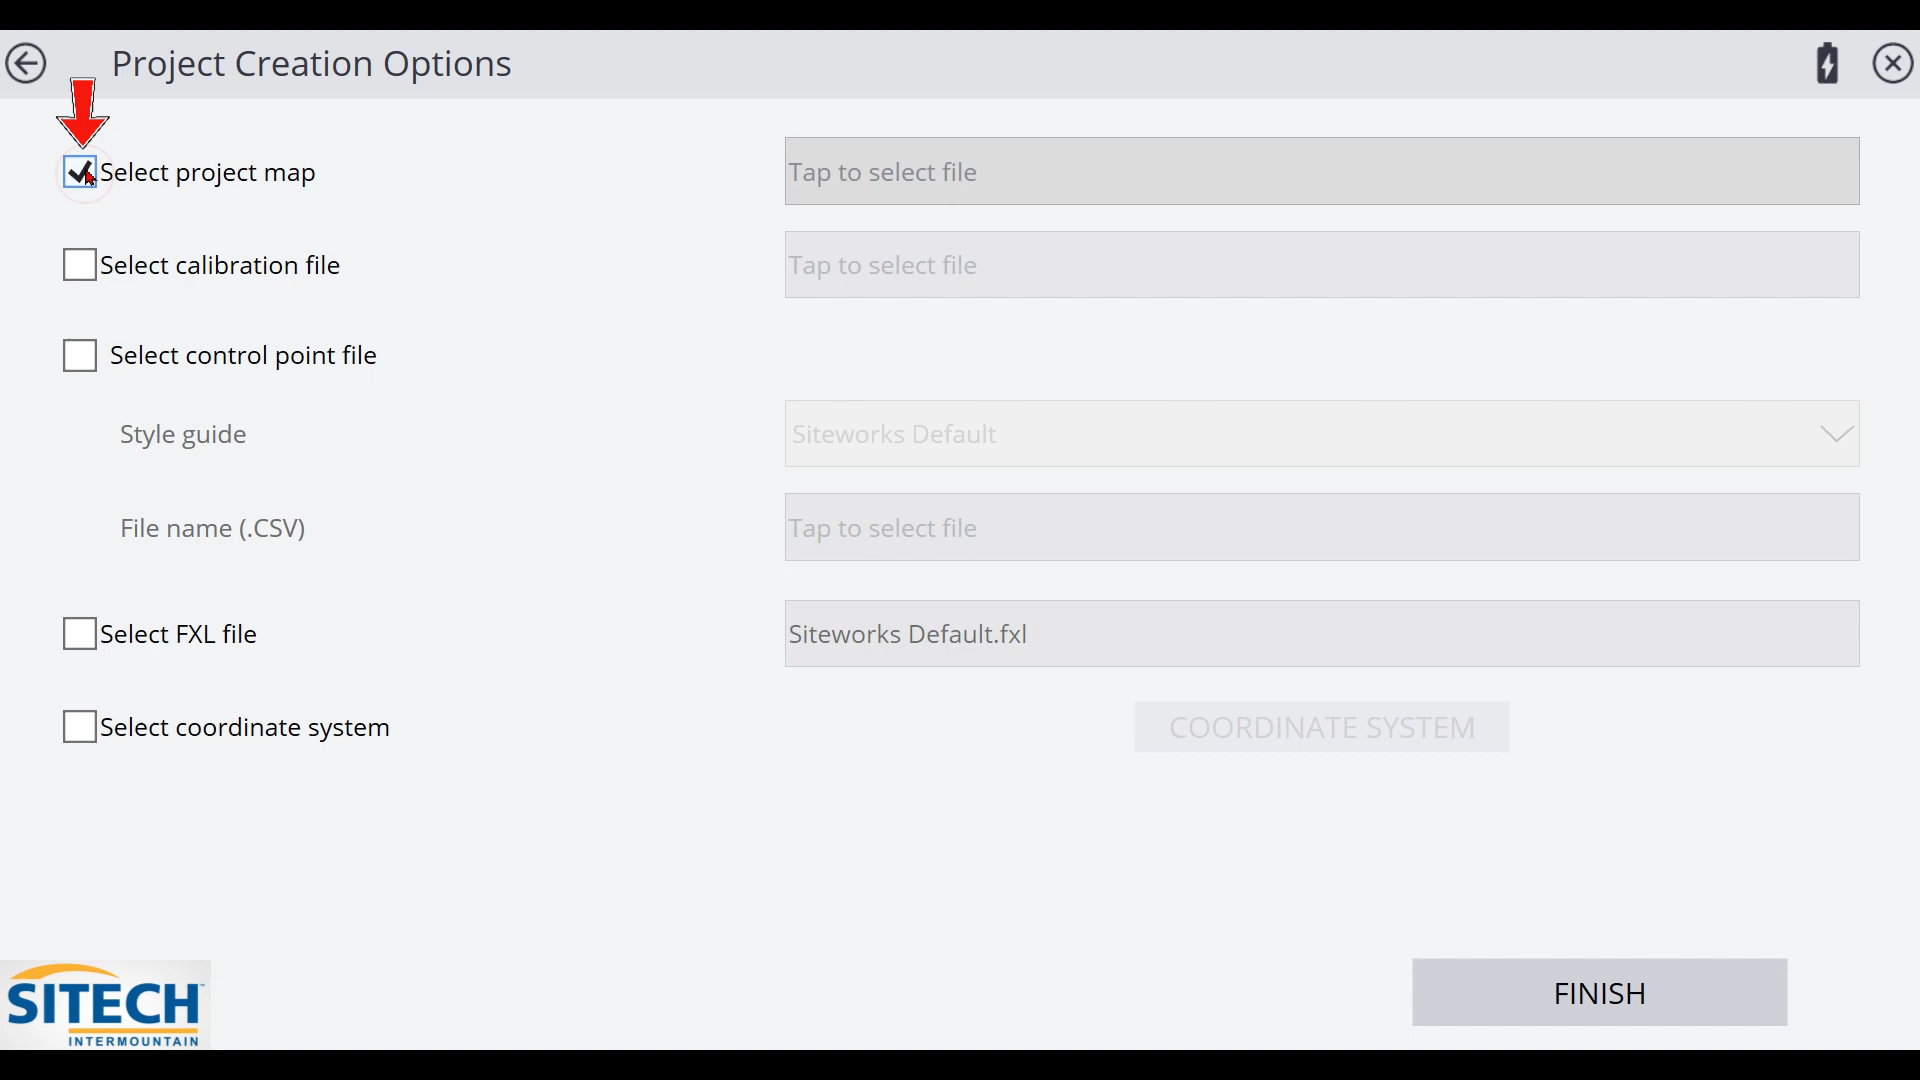 Project Creation Options
Select project map
Tap to select file
Select calibration file
Tap to select file
Select control point file
Style guide
Siteworks Default
File name (.CSV)
Tap to select file
Select FXL file
Siteworks Default.fxl
Select coordinate system
COORDINATE SYSTEM
SITECH™
INTERMOUNTAIN
FINISH